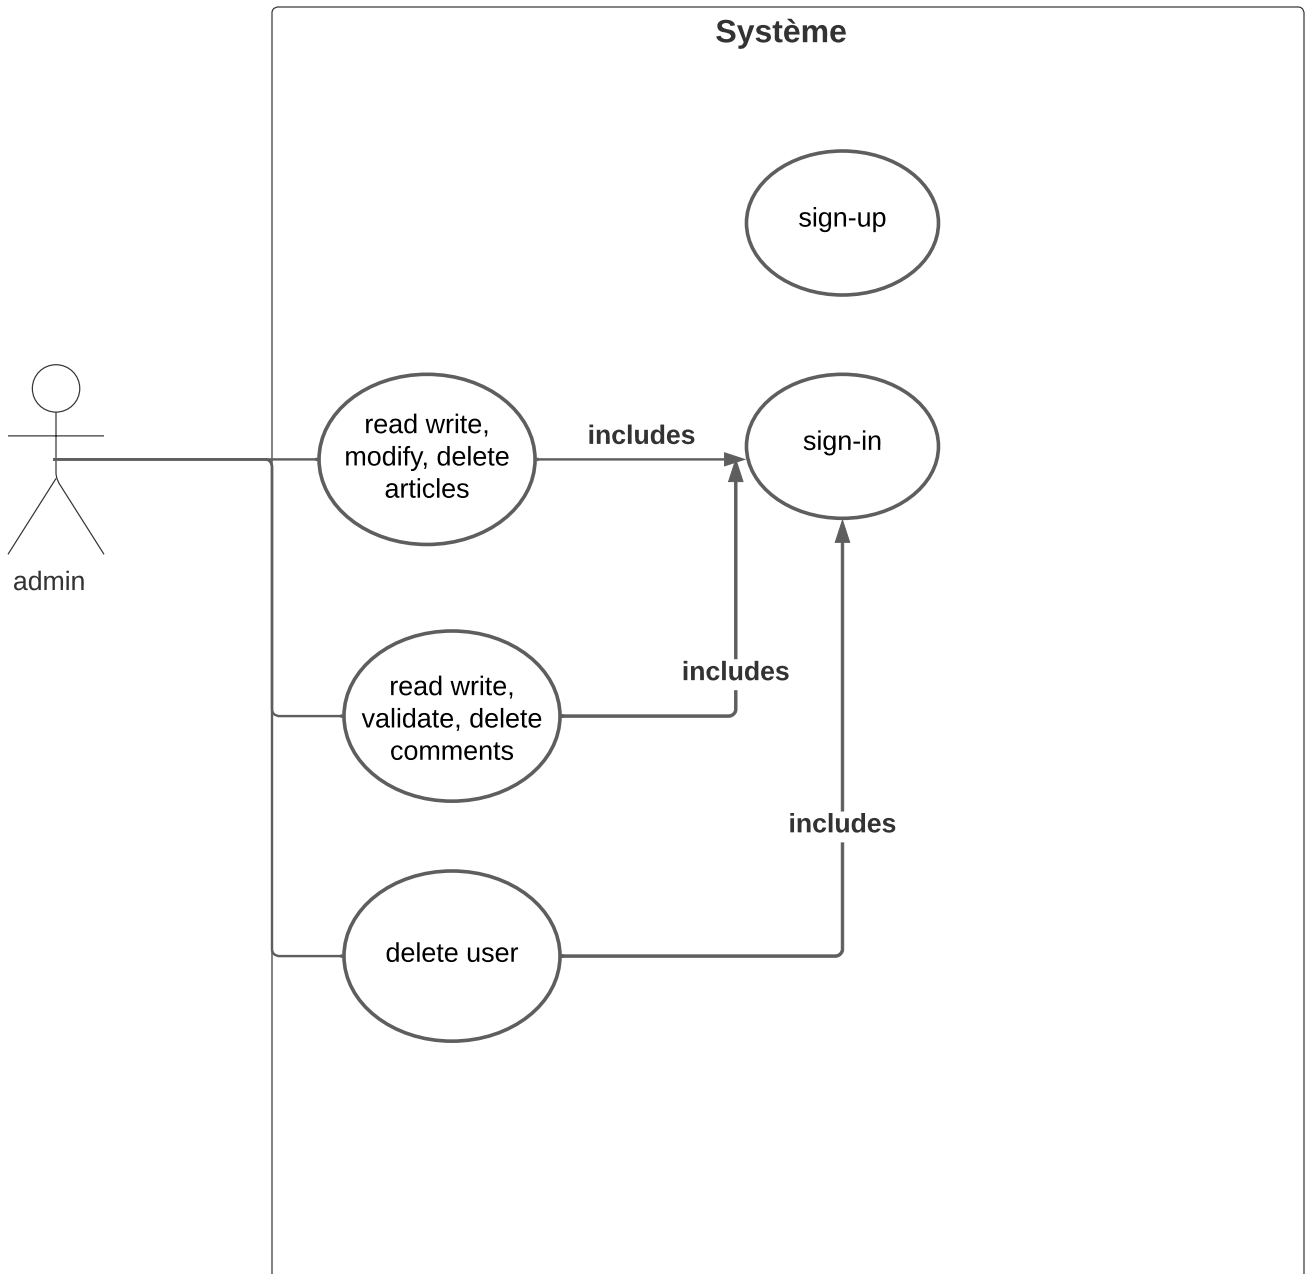 Système
sign-up
read write,
modify, delete
articles
includes
sign-in
admin
read write,
validate, delete
comments
includes
includes
delete user